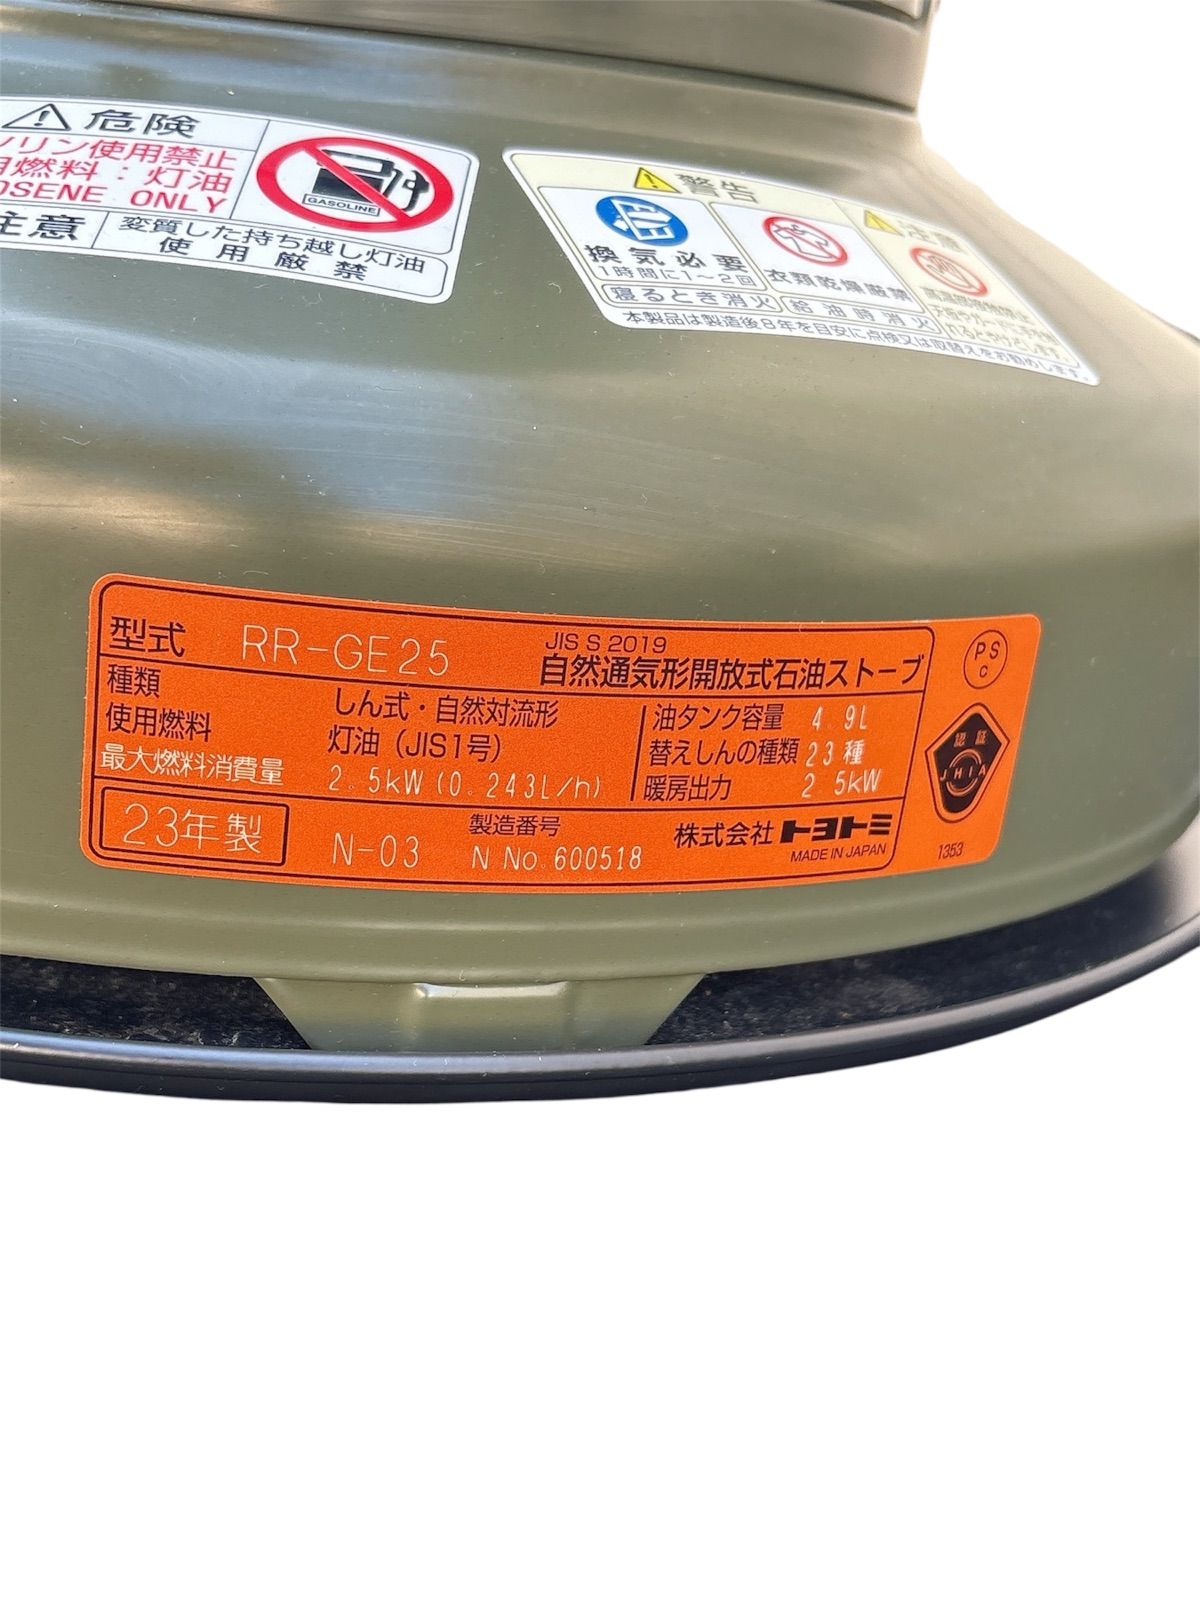 危険
ソリン使用禁止
用燃料：灯油
OSENE ONLY
GASOLINE
注意
変質した持ち越し灯油
使用厳禁
警告
換気必要
1時間に1～2回
衣類乾燥厳禁
寝るとき消火
給油時消火
本製品は製造後8年を目安に点検又は取替えをお勧めします。
注意
型式 RR-GE25
JIS S 2019
自然通気形開放式石油ストーブ
種類 しん式・自然対流形
使用燃料 灯油（JIS1号）
最大燃料消費量 2.5kW(0.243L/h)
油タンク容量 4.9L
替えしんの種類 23種
暖房出力 2.5kW
23年製
N-03
製造番号
N No.600518
株式会社トヨトミ
MADE IN JAPAN
PS
C
認証
JHIA
1353